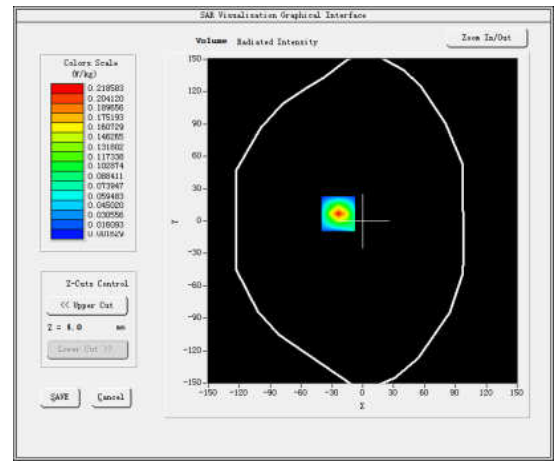 SAR Visualisation Graphical Interface
Volume Radiated Intensity
Zoom In/Out
Colors Scale
(W/kg)
0.218583
0.204120
0.189656
0.175193
0.160729
0.146265
0.131802
0.117338
0.102874
0.088411
0.073947
0.059483
0.045020
0.030556
0.016093
0.001629
Z-Cuts Control
<< Upper Cut
Z = 4.0 mm
Lower Cut >>
SAVE
Cancel
150
120
90
60
30
0
-30
-60
-90
-120
-150
Y
-150 -120 -90 -60 -30 0 30 60 90 120 150
X